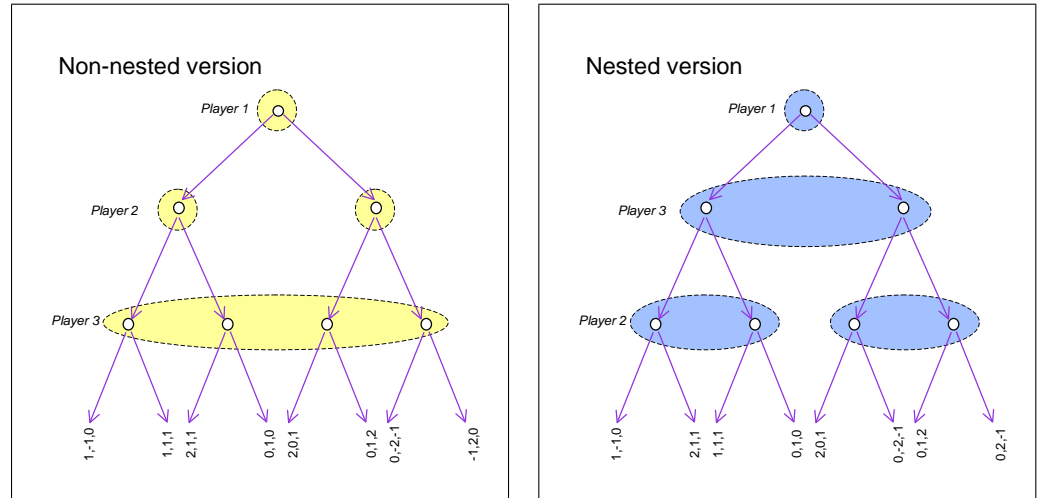 Non-nested version
Player 1
Player 2
Player 3
1,-1,0
1,1,1
2,1,1
0,1,0
2,0,1
0,1,2
0,-2,-1
-1,2,0
Nested version
Player 1
Player 3
Player 2
1,-1,0
2,1,1
1,1,1
0,1,0
2,0,1
0,-2,-1
0,1,2
0,2,-1